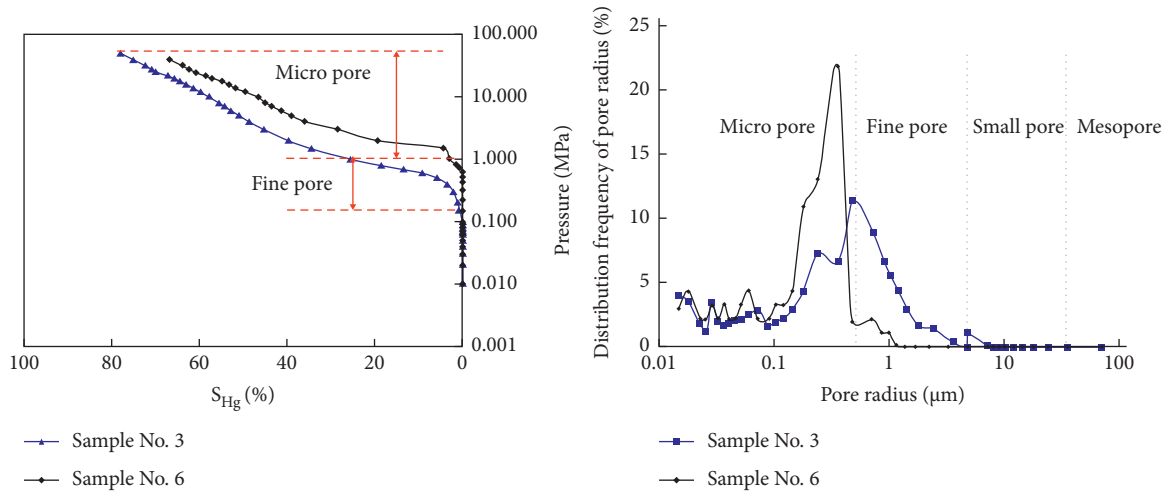 100.000
10.000
1.000
0.100
0.010
0.001
Pressure (MPa)
Micro pore
Fine pore
100
80
60
40
20
0
S_Hg (%)
Sample No. 3
Sample No. 6
Distribution frequency of pore radius (%)
25
20
15
10
5
0
Micro pore
Fine pore
Small pore
Mesopore
0.01
0.1
1
10
100
Pore radius (µm)
Sample No. 3
Sample No. 6